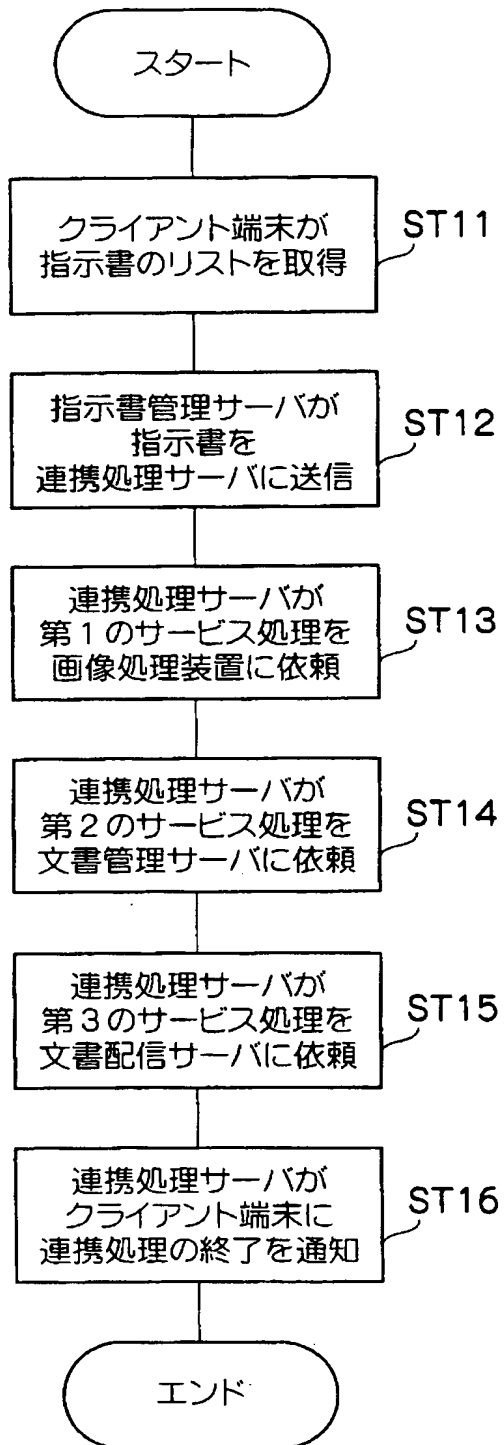 スタート
クライアント端末が
指示書のリストを取得
ST11
指示書管理サーバが
指示書を
連携処理サーバに送信
ST12
連携処理サーバが
第1のサービス処理を
画像処理装置に依頼
ST13
連携処理サーバが
第2のサービス処理を
文書管理サーバに依頼
ST14
連携処理サーバが
第3のサービス処理を
文書配信サーバに依頼
ST15
連携処理サーバが
クライアント端末に
連携処理の終了を通知
ST16
エンド